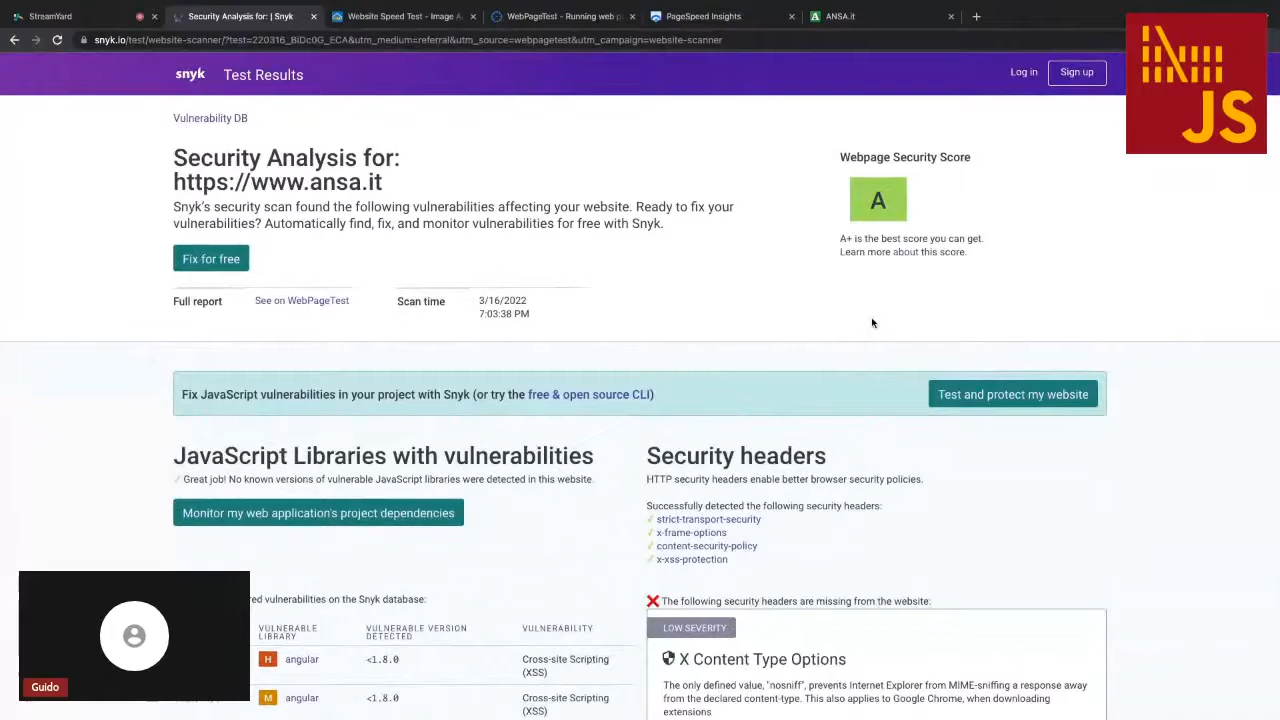 StreamYard
Security Analysis for: | Snyk
Website Speed Test - Image A
WebPageTest - Running web p
PageSpeed Insights
ANSA.it
snyk.io/test/website-scanner/?test=220316_BiDc0G_ECA&utm_medium=referral&utm_source=webpagetest&utm_campaign=website-scanner
JS
snyk
Test Results
Log in
Sign up
Vulnerability DB
Security Analysis for:
https://www.ansa.it
Snyk's security scan found the following vulnerabilities affecting your website. Ready to fix your
vulnerabilities? Automatically find, fix, and monitor vulnerabilities for free with Snyk.
Fix for free
Full report
See on WebPageTest
Scan time
3/16/2022
7:03:38 PM
Webpage Security Score
A
A+ is the best score you can get.
Learn more about this score.
Fix JavaScript vulnerabilities in your project with Snyk (or try the free & open source CLI)
Test and protect my website
JavaScript Libraries with vulnerabilities
Great job! No known versions of vulnerable JavaScript libraries were detected in this website.
Monitor my web application's project dependencies
Security headers
HTTP security headers enable better browser security policies.
Successfully detected the following security headers:
strict-transport-security
x-frame-options
content-security-policy
x-xss-protection
vulnerabilities on the Snyk database:
VULNERABLE
LIBRARY
VULNERABLE VERSION
DETECTED
VULNERABILITY
H angular
<1.8.0
Cross-site Scripting
(XSS)
M angular
<1.8.0
Cross-site Scripting
(XSS)
The following security headers are missing from the website:
LOW SEVERITY
X Content Type Options
The only defined value, "nosniff", prevents Internet Explorer from MIME-sniffing a response away
from the declared content-type. This also applies to Google Chrome, when downloading
extensions
Guido